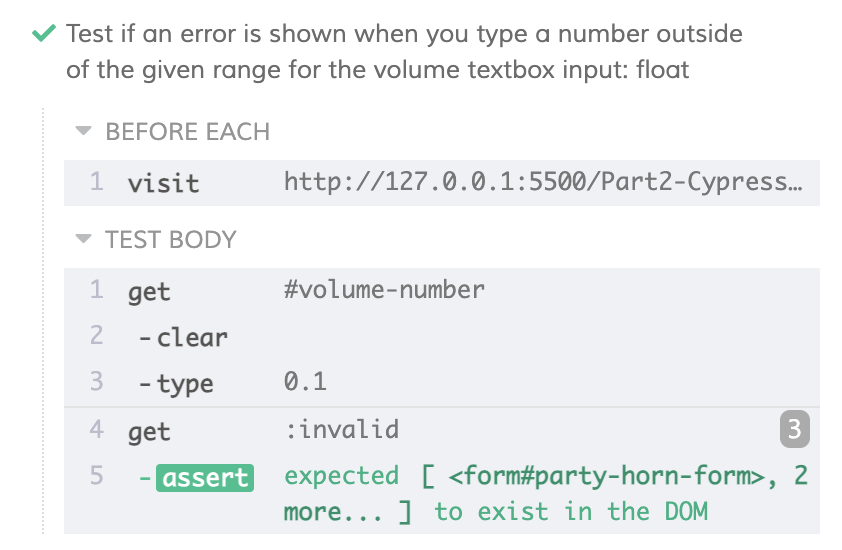 Test if an error is shown when you type a number outside
of the given range for the volume textbox input: float
BEFORE EACH
1 visit http://127.0.0.1:5500/Part2-Cypress…
TEST BODY
1 get #volume-number
2 -clear
3 -type 0.1
4 get :invalid 3
5 -assert expected [ <form#party-horn-form>, 2
more... ] to exist in the DOM